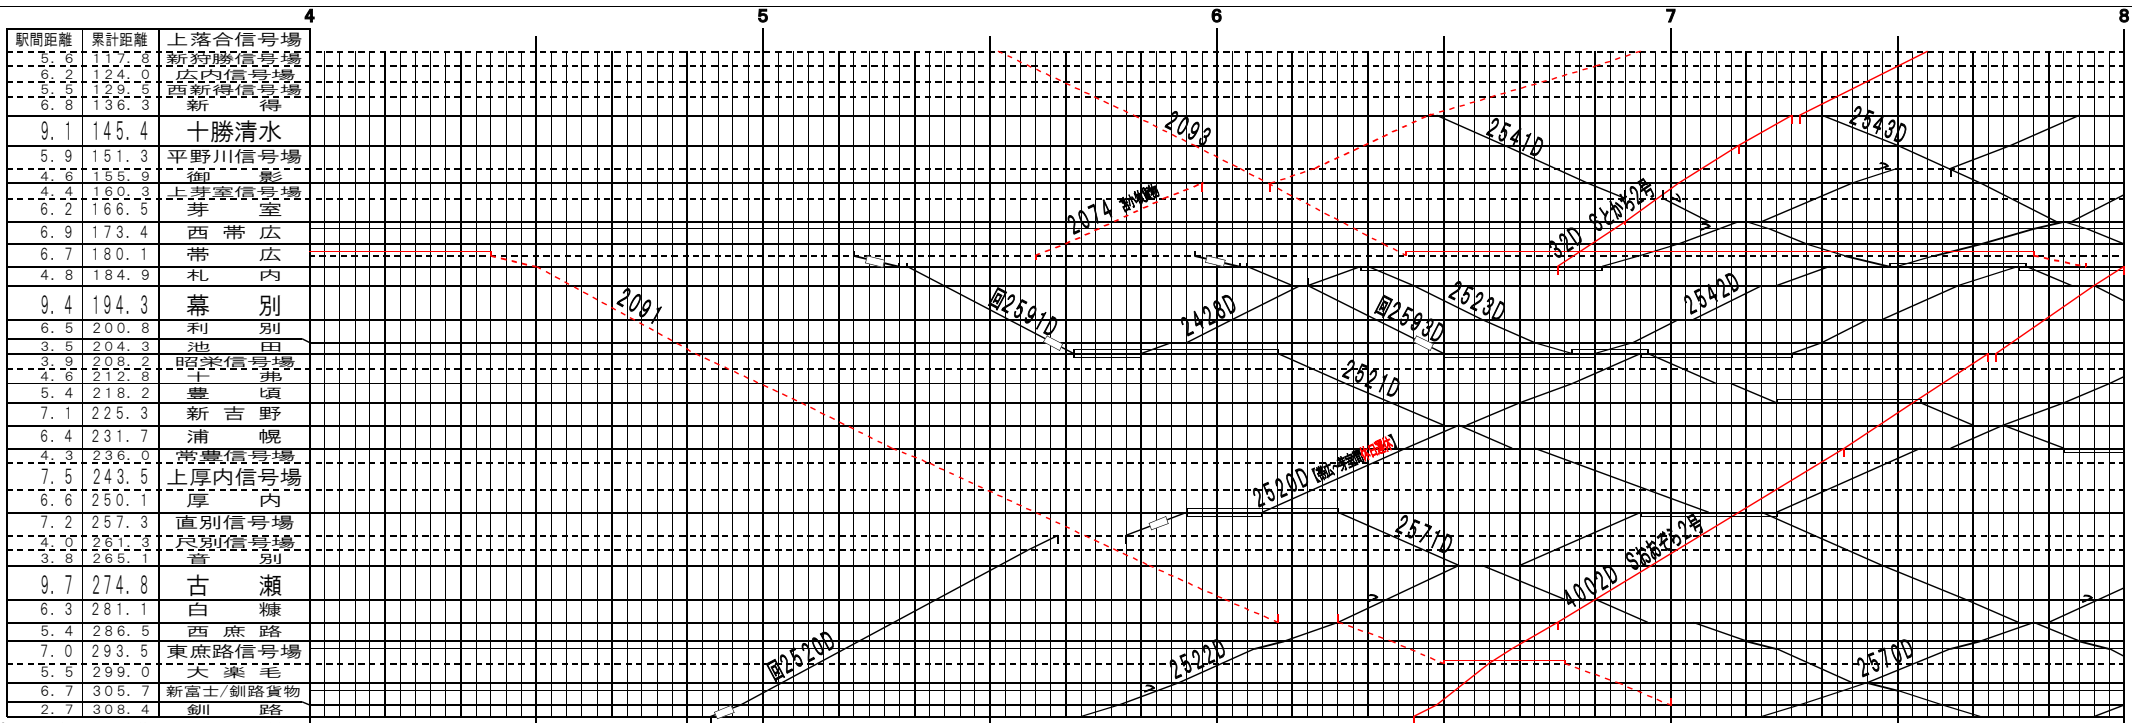 4 5 6 7 8
駅間距離 累計距離 上落合信号場
5.6 117.8 新狩勝信号場
6.2 124.0 広内信号場
5.5 129.5 西新得信号場
6.8 136.3 新得
9.1 145.4 十勝清水
5.9 151.3 平野川信号場
4.6 155.9 御影
4.4 160.3 上芽室信号場
6.2 166.5 芽室
6.9 173.4 西帯広
6.7 180.1 帯広
4.8 184.9 札内
9.4 194.3 幕別
6.5 200.8 利別
3.5 204.3 池田
3.9 208.2 昭栄信号場
4.6 212.8 十弗
5.4 218.2 豊頃
7.1 225.3 新吉野
6.4 231.7 浦幌
4.3 236.0 常豊信号場
7.5 243.5 上厚内信号場
6.6 250.1 厚内
7.2 257.3 直別信号場
4.0 261.3 尺別信号場
3.8 265.1 音別
9.7 274.8 古瀬
6.3 281.1 白糠
5.4 286.5 西庶路
7.0 293.5 東庶路信号場
5.5 299.0 大楽毛
6.7 305.7 新富士/釧路貨物
2.7 308.4 釧路
2093
2541D
2543D
2074
32D Sとかち2号
2091
回2591D
2428D
回2593D
2523D
2542D
2521D
2520D
2571D
4002D Sおおぞら2号
回2520D
2522D
2570D